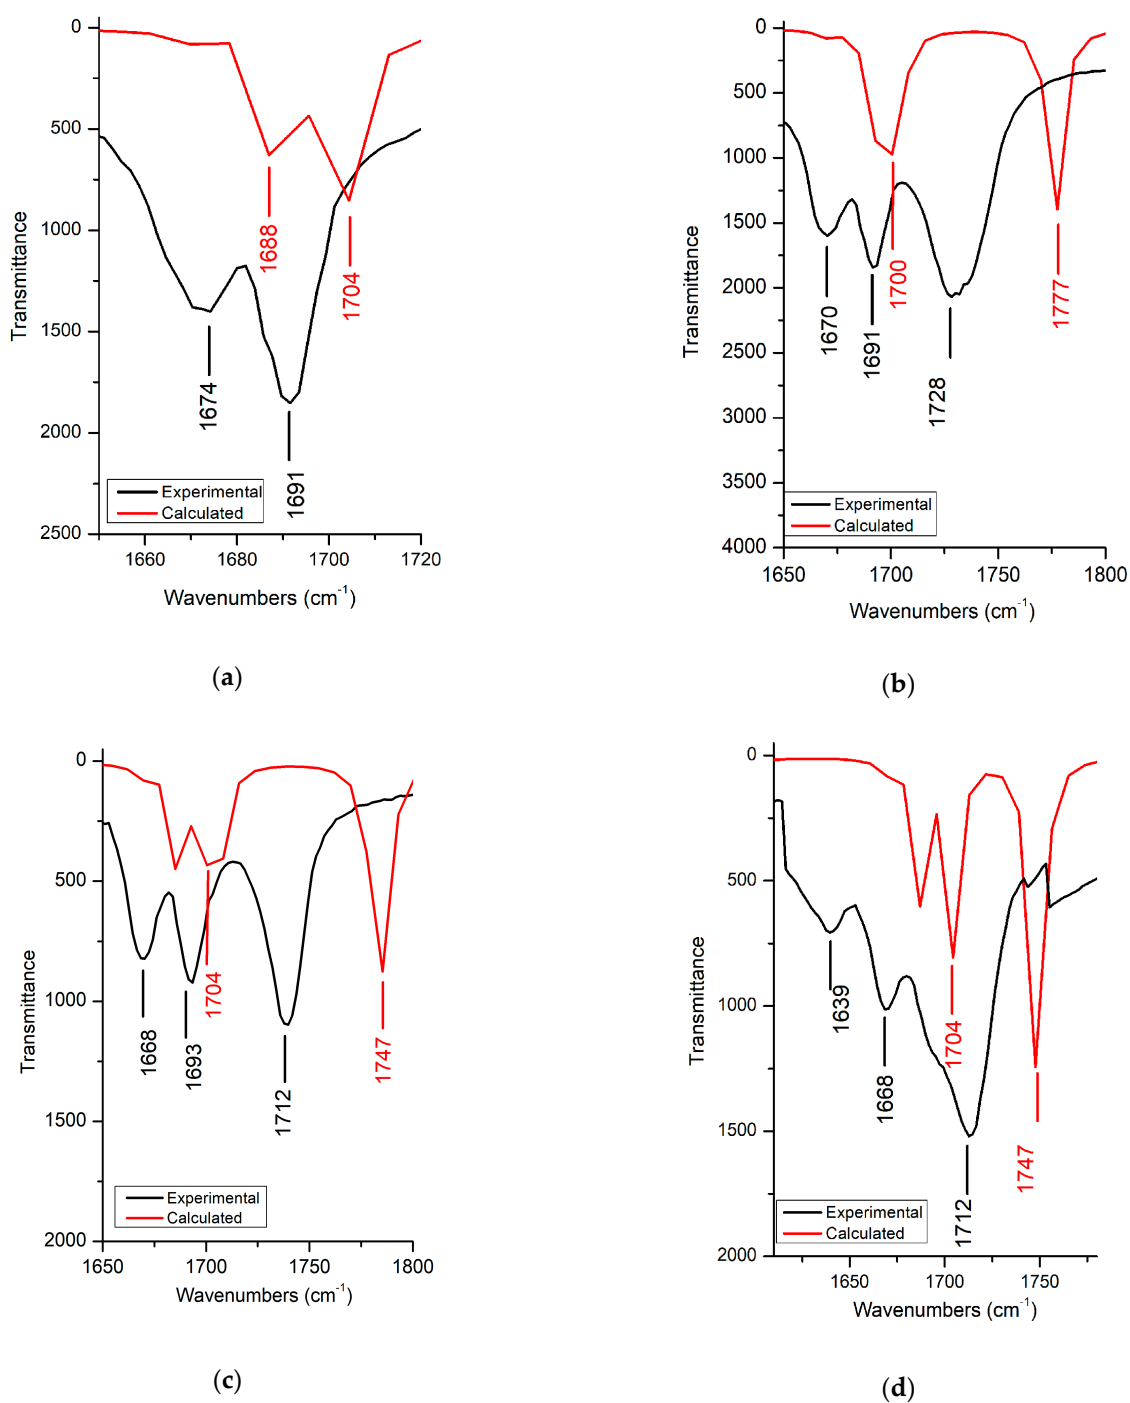 0
500
1000
1500
2000
2500
Transmittance
1688
1704
1674
1691
Experimental
Calculated
1660 1680 1700 1720
Wavenumbers (cm-1)
(a)
0
500
1000
1500
2000
2500
3000
3500
4000
Transmittance
1670
1691
1700
1728
1777
Experimental
Calculated
1650 1700 1750 1800
Wavenumbers (cm-1)
(b)
0
500
1000
1500
2000
Transmittance
1668
1693
1704
1712
1747
Experimental
Calculated
1650 1700 1750 1800
Wavenumbers (cm-1)
(c)
0
500
1000
1500
2000
Transmittance
1639
1668
1704
1712
1747
Experimental
Calculated
1650 1700 1750
Wavenumbers (cm-1)
(d)